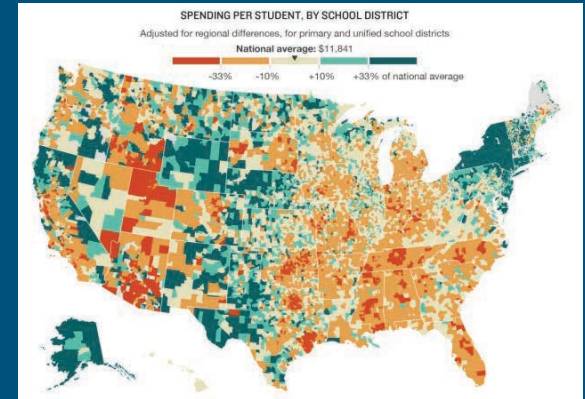 SPENDING PER STUDENT, BY SCHOOL DISTRICT
Adjusted for regional differences, for primary and unified school districts
National average: $11,841
-33% -10% +10% +33% of national average